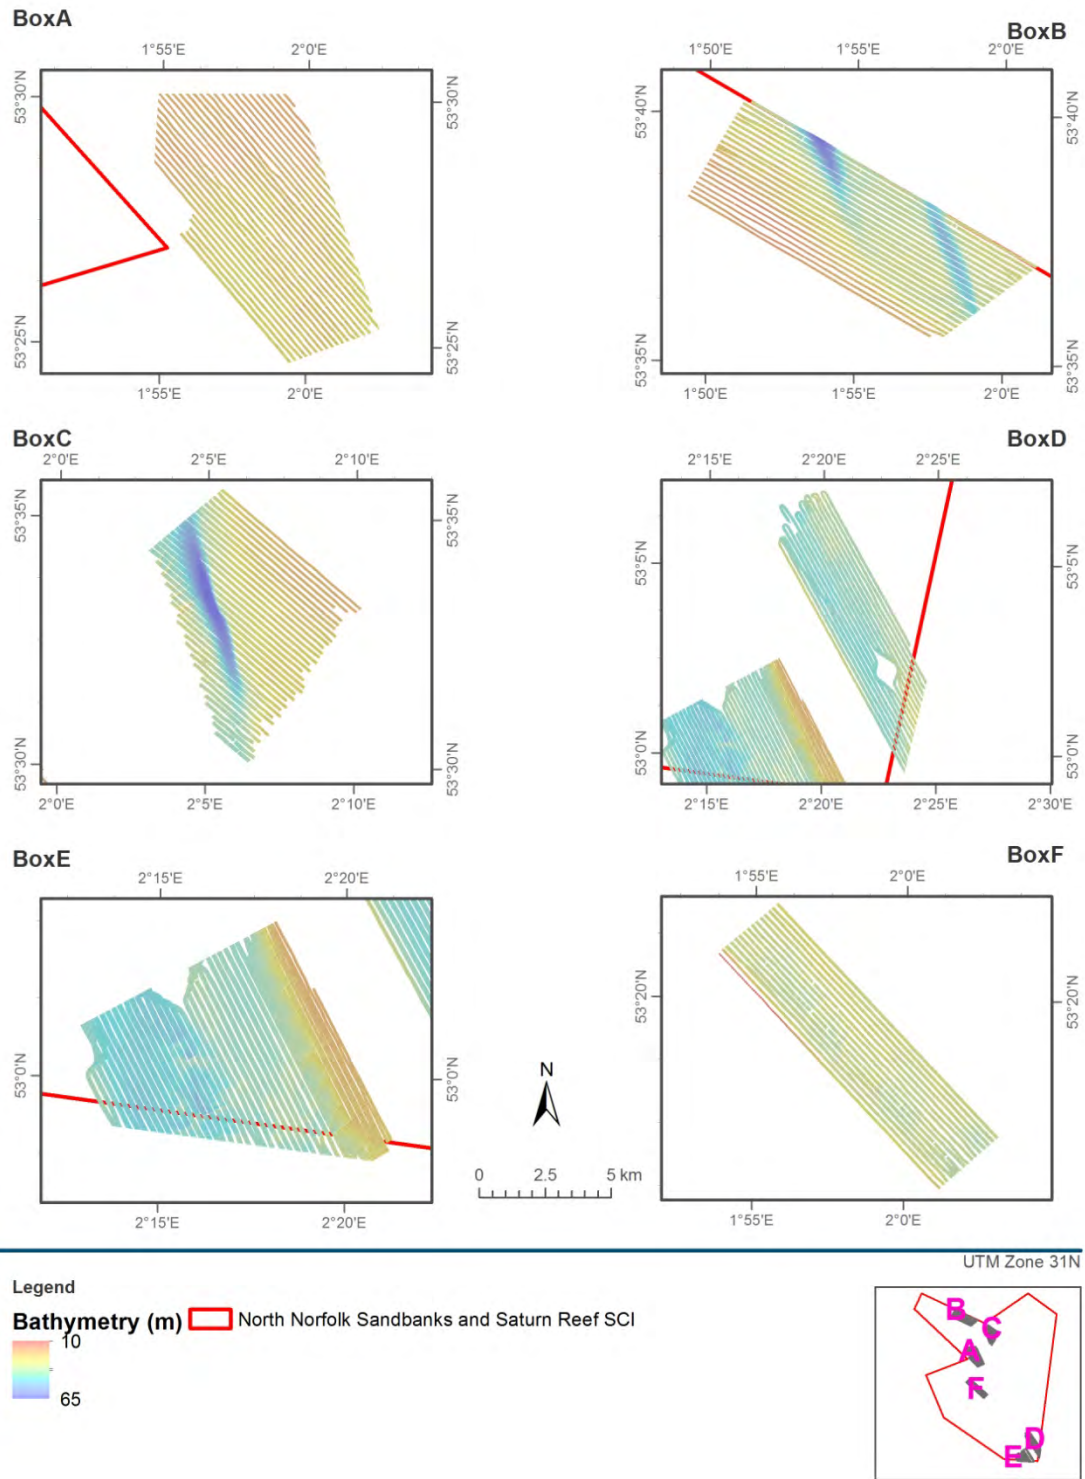 BoxA
1°55'E 2°0'E
53°30'N 53°30'N
53°25'N 53°25'N
1°55'E 2°0'E
BoxB
1°50'E 1°55'E 2°0'E
53°40'N 53°40'N
53°35'N 53°35'N
1°50'E 1°55'E 2°0'E
BoxC
2°0'E 2°5'E 2°10'E
53°35'N 53°35'N
53°30'N 53°30'N
2°0'E 2°5'E 2°10'E
BoxD
2°15'E 2°20'E 2°25'E
53°5'N 53°5'N
53°0'N 53°0'N
2°15'E 2°20'E 2°25'E 2°30'E
BoxE
2°15'E 2°20'E
53°0'N 53°0'N
2°15'E 2°20'E
N
0 2.5 5 km
BoxF
1°55'E 2°0'E
53°20'N 53°20'N
1°55'E 2°0'E
UTM Zone 31N
Legend
Bathymetry (m) North Norfolk Sandbanks and Saturn Reef SCI
10
65
B
C
A
F
D
E